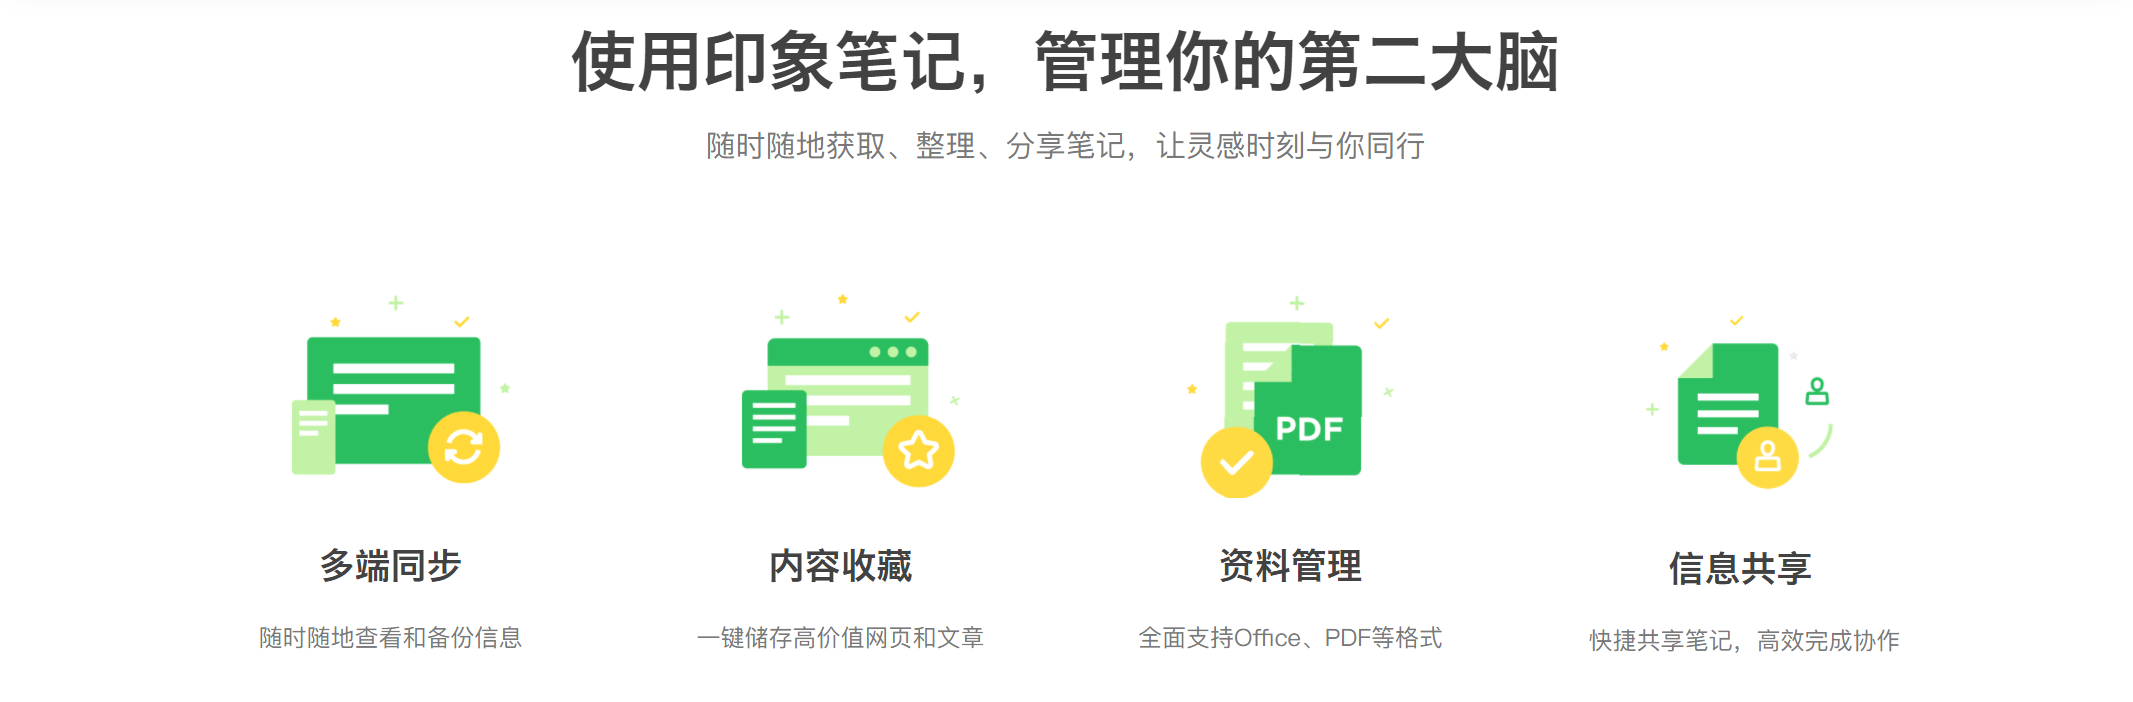 使用印象笔记，管理你的第二大脑
随时随地获取、整理、分享笔记，让灵感时刻与你同行
PDF
多端同步
内容收藏
资料管理
信息共享
随时随地查看和备份信息
一键储存高价值网页和文章
全面支持Office、PDF等格式
快捷共享笔记，高效完成协作